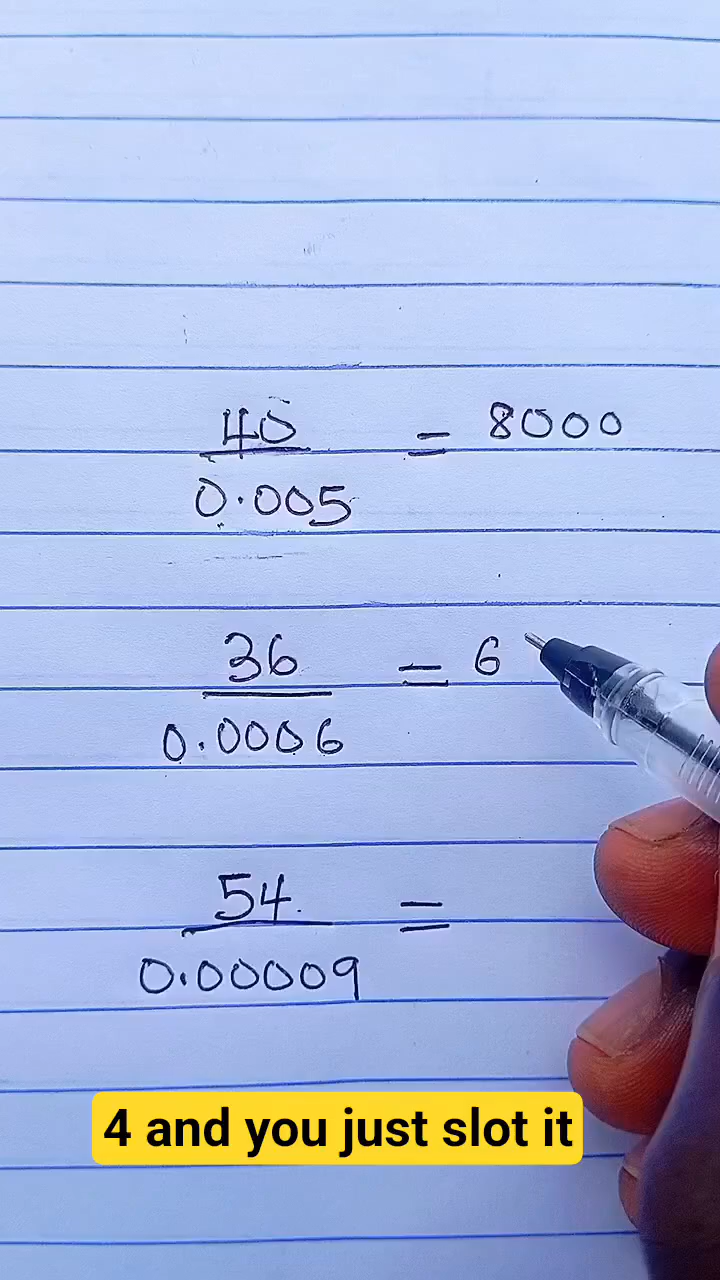 40 = 8000
0.005
36 = 6
0.0006
54 =
0.00009
4 and you just slot it